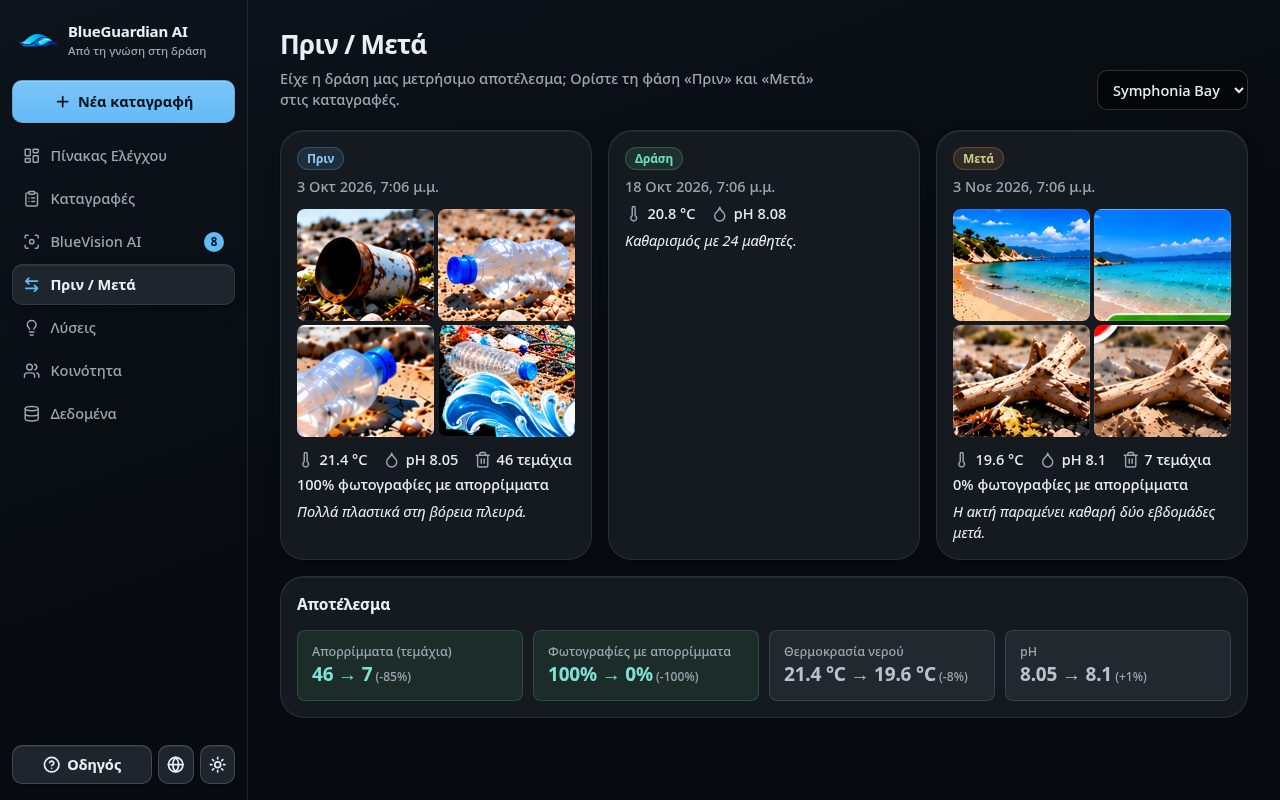 BlueGuardian AI
Από τη γνώση στη δράση
Νέα καταγραφή
Πίνακας Ελέγχου
Καταγραφές
BlueVision AI
8
Πριν / Μετά
Λύσεις
Κοινότητα
Δεδομένα
Οδηγός
Πριν / Μετά
Είχε η δράση μας μετρήσιμο αποτέλεσμα; Ορίστε τη φάση «Πριν» και «Μετά»
στις καταγραφές.
Symphonia Bay
Πριν
3 Οκτ 2026, 7:06 μ.μ.
21.4 °C pH 8.05 46 τεμάχια
100% φωτογραφίες με απορρίμματα
Πολλά πλαστικά στη βόρεια πλευρά.
Δράση
18 Οκτ 2026, 7:06 μ.μ.
20.8 °C pH 8.08
Καθαρισμός με 24 μαθητές.
Μετά
3 Νοε 2026, 7:06 μ.μ.
19.6 °C pH 8.1 7 τεμάχια
0% φωτογραφίες με απορρίμματα
Η ακτή παραμένει καθαρή δύο εβδομάδες
μετά.
Αποτέλεσμα
Απορρίμματα (τεμάχια)
46 → 7 (-85%)
Φωτογραφίες με απορρίμματα
100% → 0% (-100%)
Θερμοκρασία νερού
21.4 °C → 19.6 °C (-8%)
pH
8.05 → 8.1 (+1%)